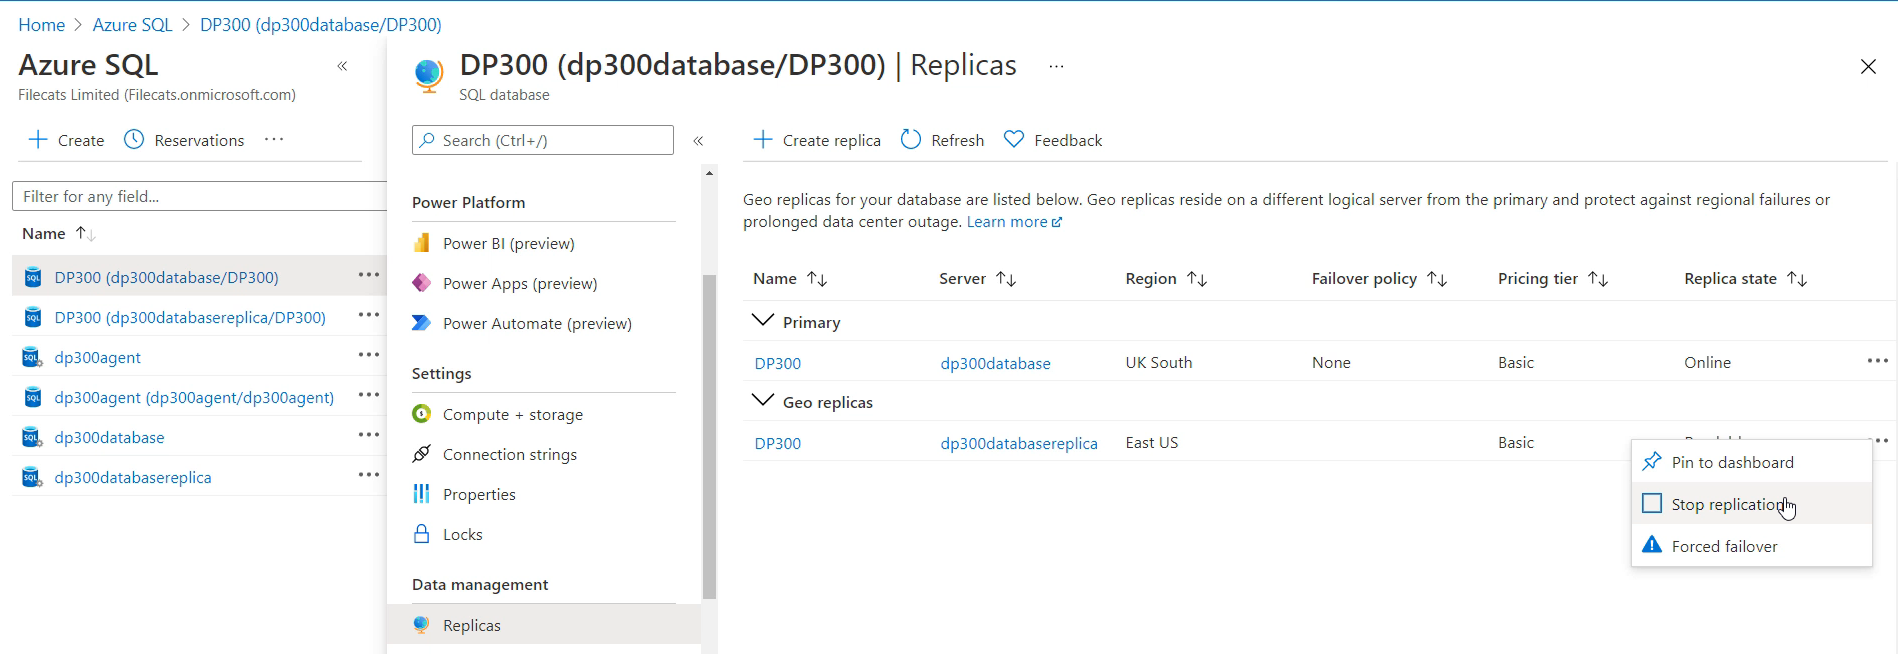 Home > Azure SQL > DP300 (dp300database/DP300)
Azure SQL
Filecats Limited (Filecats.onmicrosoft.com)
Create Reservations ...
Filter for any field...
Name
DP300 (dp300database/DP300)
DP300 (dp300databasereplica/DP300)
dp300agent
dp300agent (dp300agent/dp300agent)
dp300database
dp300databasereplica
DP300 (dp300database/DP300) | Replicas ...
SQL database
Search (Ctrl+/)
Power Platform
Power BI (preview)
Power Apps (preview)
Power Automate (preview)
Settings
Compute + storage
Connection strings
Properties
Locks
Data management
Replicas
Create replica Refresh Feedback
Geo replicas for your database are listed below. Geo replicas reside on a different logical server from the primary and protect against regional failures or
prolonged data center outage. Learn more
Name Server Region Failover policy Pricing tier Replica state
Primary
DP300 dp300database UK South None Basic Online
Geo replicas
DP300 dp300databasereplica East US Basic
Pin to dashboard
Stop replication
Forced failover